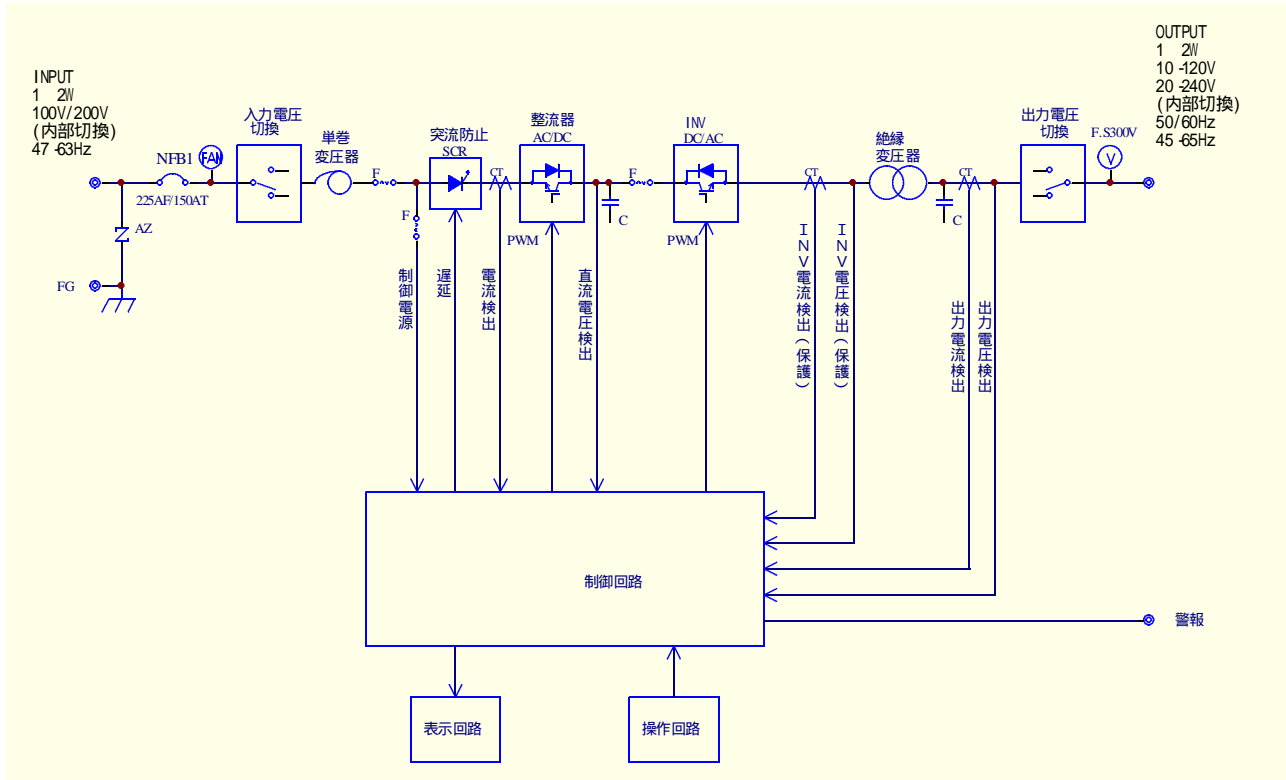 INPUT
1 2W
100V/200V
(内部切換)
47-63Hz
OUTPUT
1 2W
10-120V
20-240V
(内部切換)
50/60Hz
45-65Hz
入力電圧
切換
単巻
変圧器
突流防止
SCR
整流器
AC/DC
INV
DC/AC
絶縁
変圧器
出力電圧
切換
F.S300V
NFB1
FAN
225AF/150AT
F
CT
F
CT
CT
V
F
C
C
AZ
PWM
PWM
FG
制御電源
遅延
電流検出
直流電圧検出
INV電流検出(保護)
INV電圧検出(保護)
出力電流検出
出力電圧検出
制御回路
警報
表示回路
操作回路